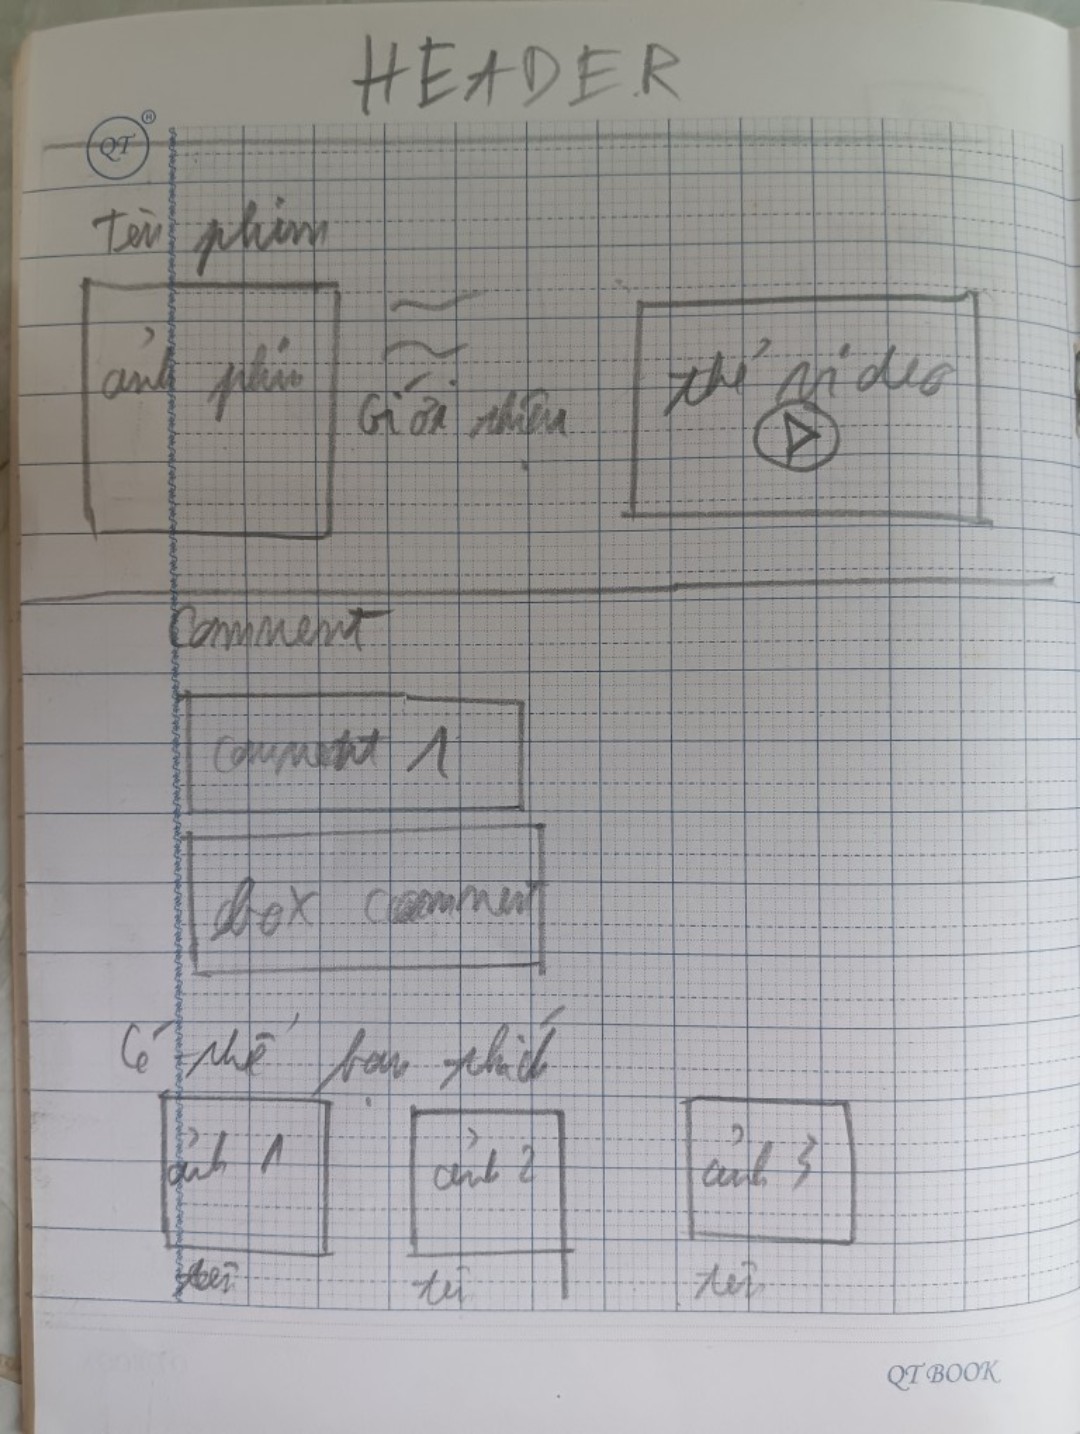 HEADER
QT
Tên phim
ảnh phim
Giới thiệu
thẻ video
Comment
comment 1
box comment
Có thể bạn thích
ảnh 1
ảnh 2
ảnh 3
tên
tên
tên
QT BOOK